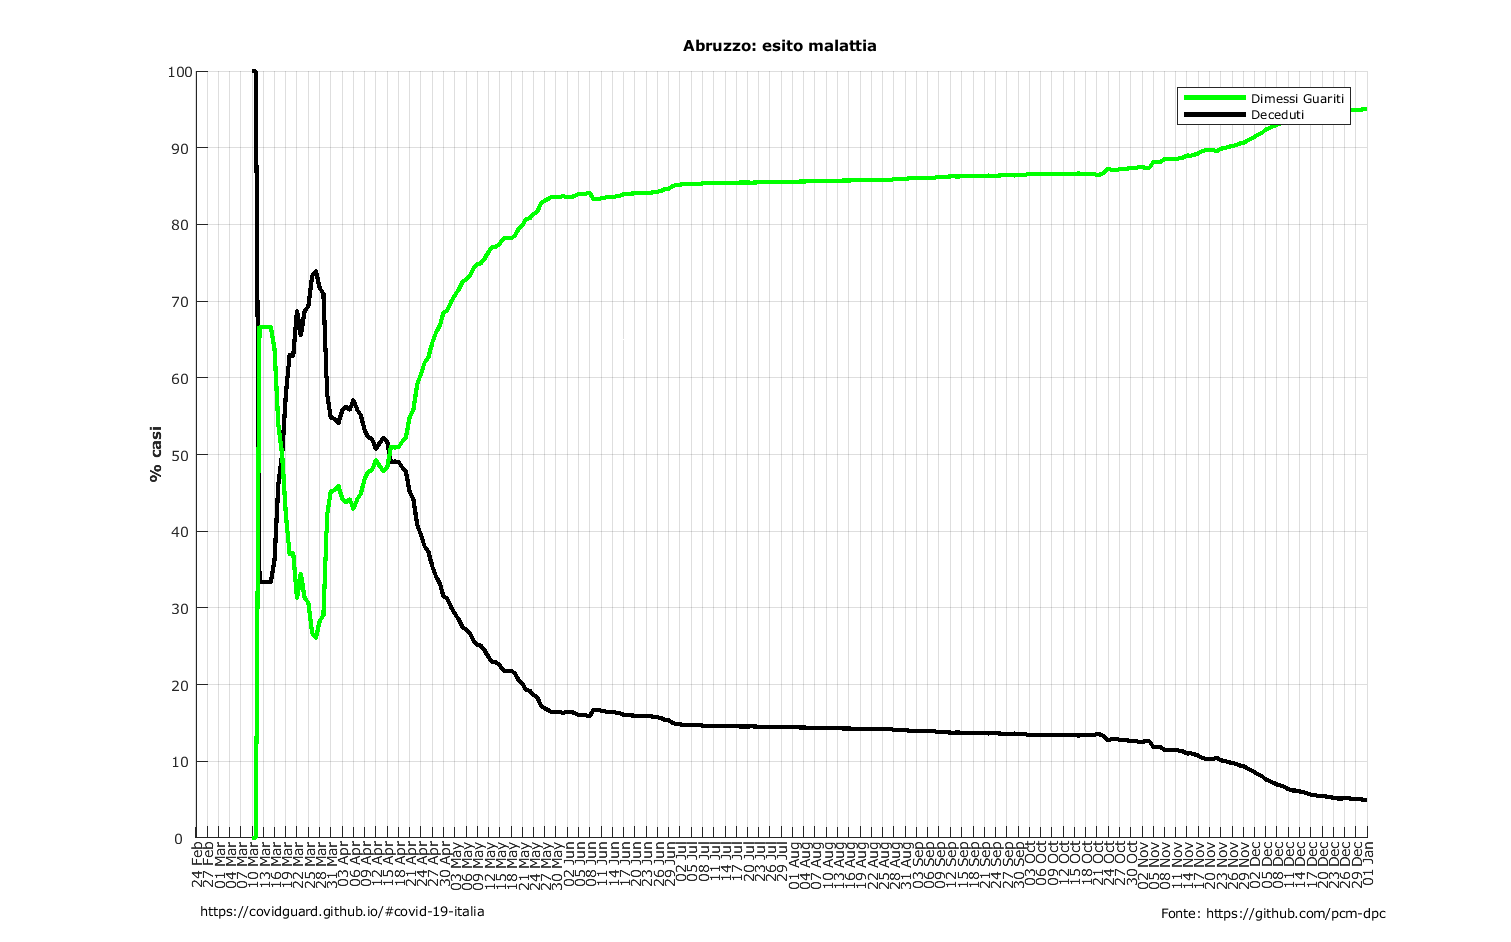 Abruzzo: esito malattia
100
90
80
70
60
50
40
30
20
10
0
% casi
Dimessi Guariti
Deceduti
24 Feb
27 Feb
01 Mar
04 Mar
07 Mar
10 Mar
13 Mar
16 Mar
19 Mar
22 Mar
25 Mar
28 Mar
31 Mar
03 Apr
06 Apr
09 Apr
12 Apr
15 Apr
18 Apr
21 Apr
24 Apr
27 Apr
30 Apr
03 May
06 May
09 May
12 May
15 May
18 May
21 May
24 May
27 May
30 May
02 Jun
05 Jun
08 Jun
11 Jun
14 Jun
17 Jun
20 Jun
23 Jun
26 Jun
29 Jun
02 Jul
05 Jul
08 Jul
11 Jul
14 Jul
17 Jul
20 Jul
23 Jul
26 Jul
29 Jul
01 Aug
04 Aug
07 Aug
10 Aug
13 Aug
16 Aug
19 Aug
22 Aug
25 Aug
28 Aug
31 Aug
03 Sep
06 Sep
09 Sep
12 Sep
15 Sep
18 Sep
21 Sep
24 Sep
27 Sep
30 Sep
03 Oct
06 Oct
09 Oct
12 Oct
15 Oct
18 Oct
21 Oct
24 Oct
27 Oct
30 Oct
02 Nov
05 Nov
08 Nov
11 Nov
14 Nov
17 Nov
20 Nov
23 Nov
26 Nov
29 Nov
02 Dec
05 Dec
08 Dec
11 Dec
14 Dec
17 Dec
20 Dec
23 Dec
26 Dec
29 Dec
01 Jan
https://covidguard.github.io/#covid-19-italia
Fonte: https://github.com/pcm-dpc